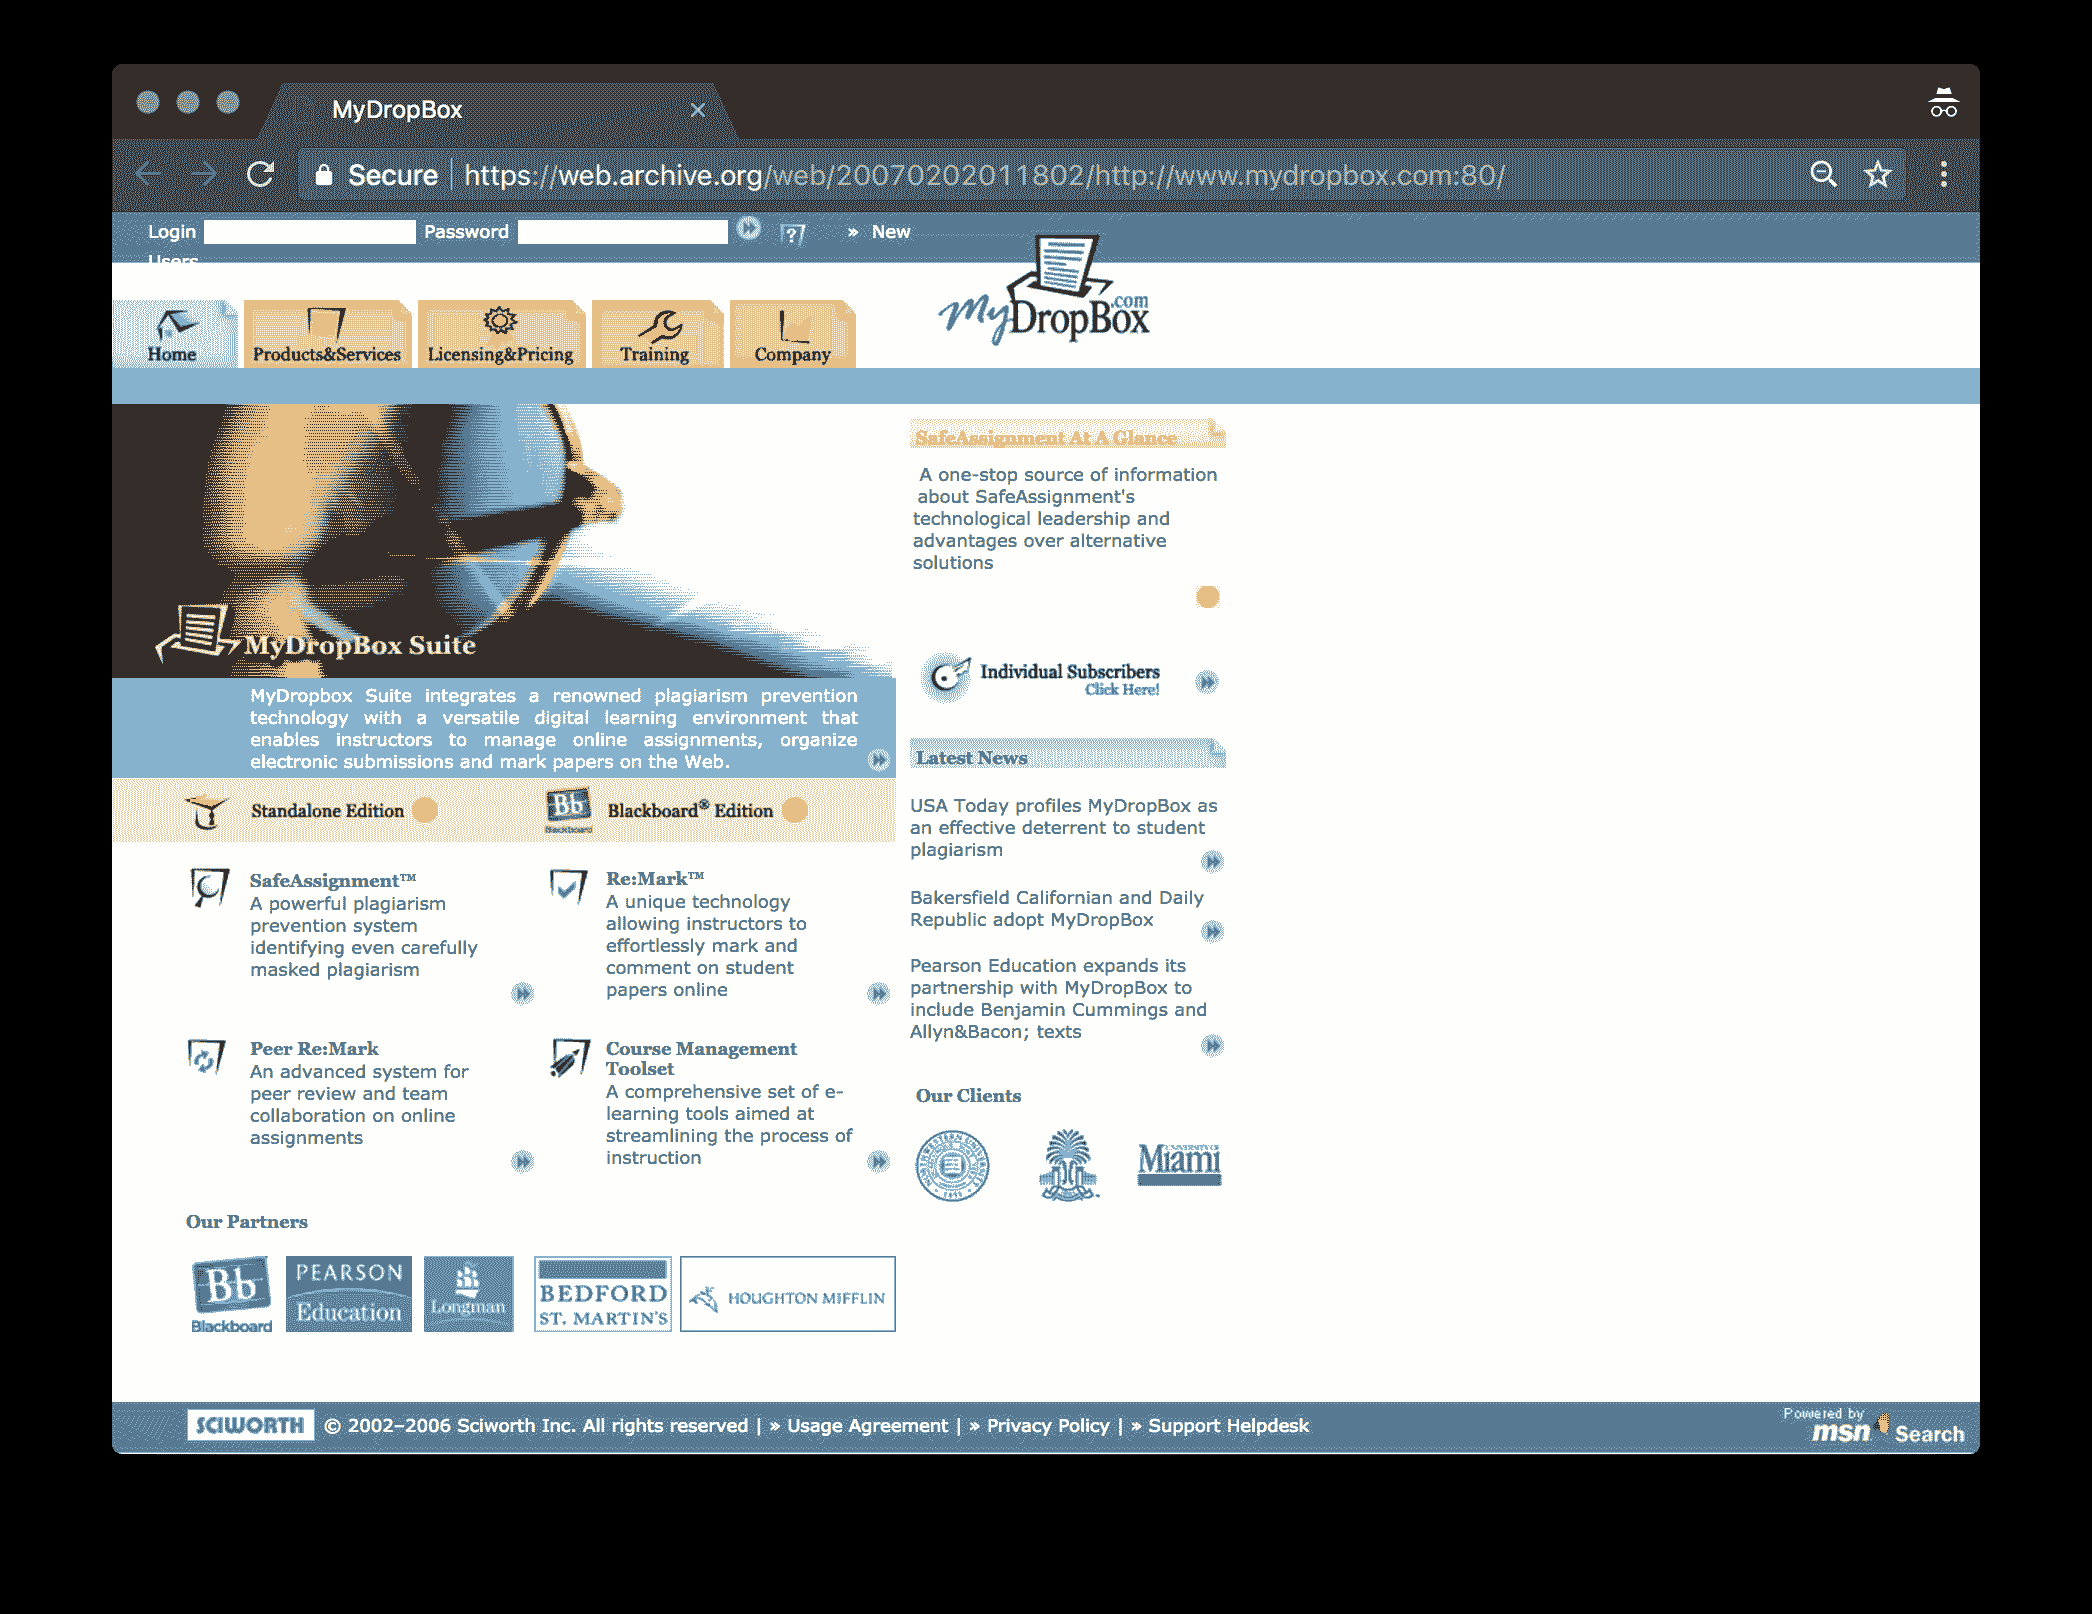 MyDropBox
Secure https://web.archive.org/web/20070202011802/http://www.mydropbox.com:80/
Login Password » New
Users
MyDropBox.com
Home Products&Services Licensing&Pricing Training Company
MyDropBox Suite
MyDropbox Suite integrates a renowned plagiarism prevention
technology with a versatile digital learning environment that
enables instructors to manage online assignments, organize
electronic submissions and mark papers on the Web.
Standalone Edition
Bb
Blackboard
Blackboard® Edition
SafeAssignment™
A powerful plagiarism
prevention system
identifying even carefully
masked plagiarism
Re:Mark™
A unique technology
allowing instructors to
effortlessly mark and
comment on student
papers online
Peer Re:Mark
An advanced system for
peer review and team
collaboration on online
assignments
Course Management
Toolset
A comprehensive set of e-
learning tools aimed at
streamlining the process of
instruction
Our Partners
Bb
Blackboard
PEARSON
Education
Longman
BEDFORD
ST. MARTIN'S
HOUGHTON MIFFLIN
SafeAssignment At A Glance
A one-stop source of information
about SafeAssignment's
technological leadership and
advantages over alternative
solutions
Individual Subscribers
Click Here!
Latest News
USA Today profiles MyDropBox as
an effective deterrent to student
plagiarism
Bakersfield Californian and Daily
Republic adopt MyDropBox
Pearson Education expands its
partnership with MyDropBox to
include Benjamin Cummings and
Allyn&Bacon; texts
Our Clients
NORTHWESTERN UNIVERSITY
UNIVERSITY OF
Miami
SCIWORTH © 2002-2006 Sciworth Inc. All rights reserved | » Usage Agreement | » Privacy Policy | » Support Helpdesk
Powered by
msn Search